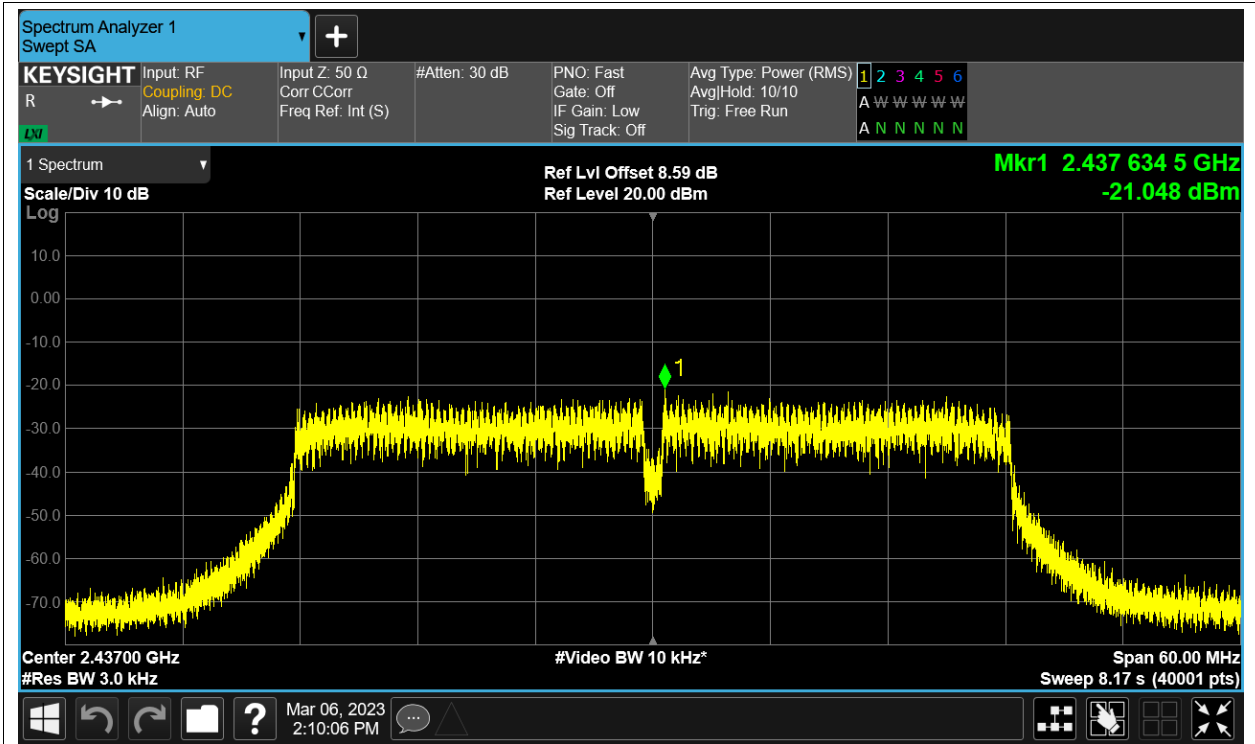 Spectrum Analyzer 1
Swept SA
+
KEYSIGHT
R
LXI
Input: RF
Coupling: DC
Align: Auto
Input Z: 50 Ω
Corr CCorr
Freq Ref: Int (S)
#Atten: 30 dB
PNO: Fast
Gate: Off
IF Gain: Low
Sig Track: Off
Avg Type: Power (RMS)
Avg|Hold: 10/10
Trig: Free Run
1 2 3 4 5 6
A W W W W W
A N N N N N
1 Spectrum
Scale/Div 10 dB
Log
Ref Lvl Offset 8.59 dB
Ref Level 20.00 dBm
Mkr1 2.437 634 5 GHz
-21.048 dBm
10.0
0.00
-10.0
-20.0
-30.0
-40.0
-50.0
-60.0
-70.0
1
Center 2.43700 GHz
#Res BW 3.0 kHz
#Video BW 10 kHz*
Span 60.00 MHz
Sweep 8.17 s (40001 pts)
?
Mar 06, 2023
2:10:06 PM